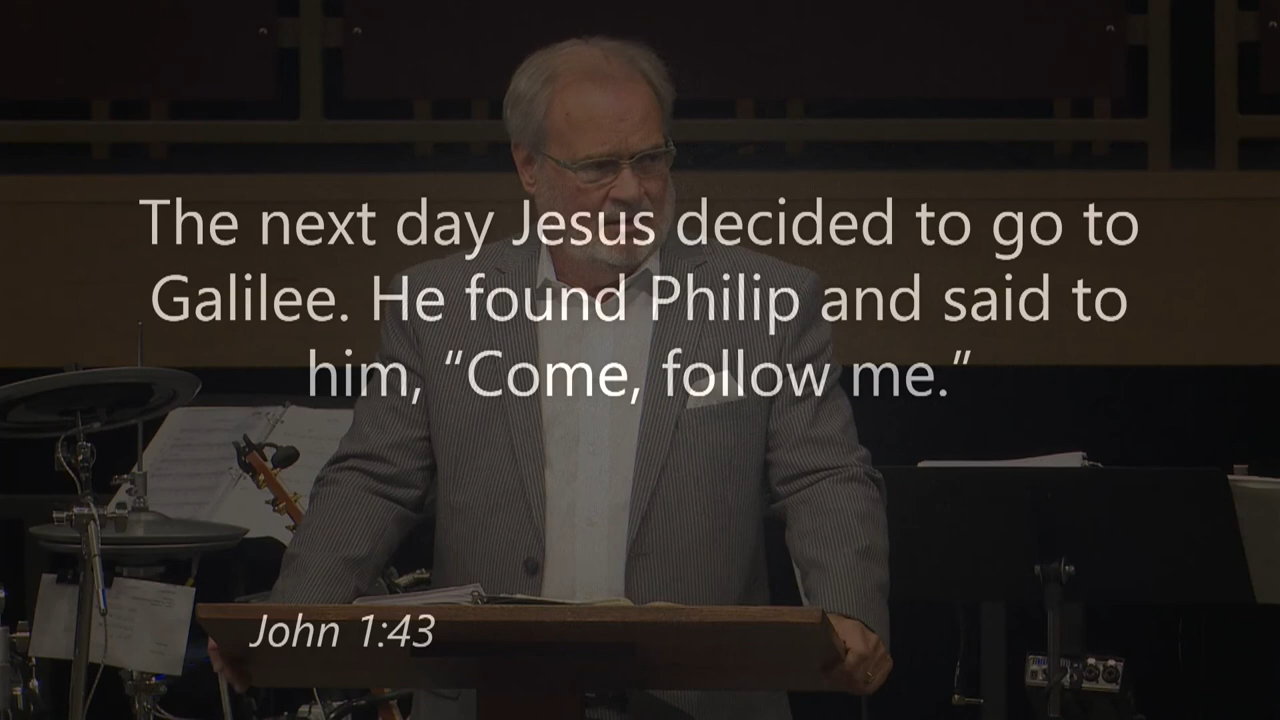 The next day Jesus decided to go to
Galilee. He found Philip and said to
him, “Come, follow me.”
John 1:43